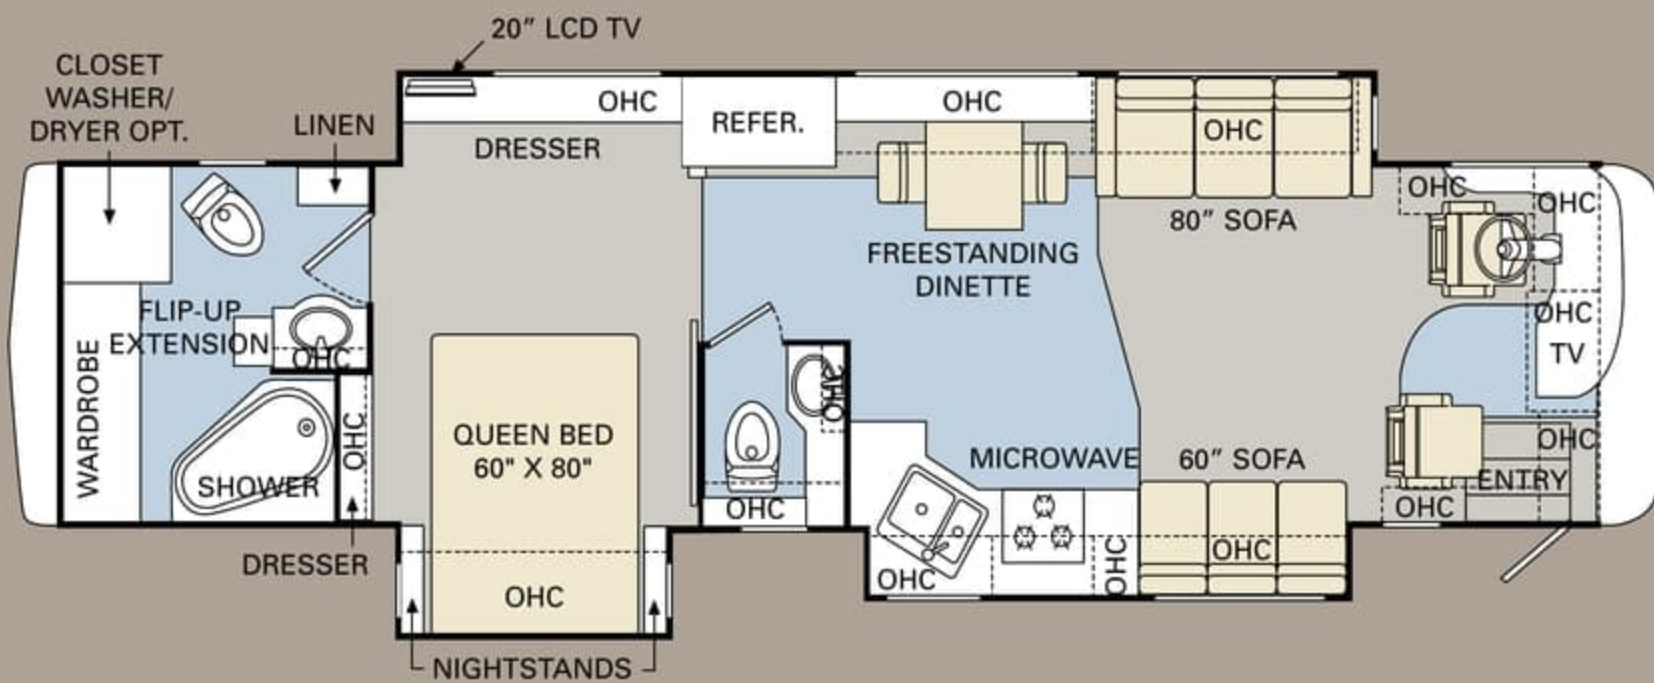 20" LCD TV
CLOSET
WASHER/
DRYER OPT.
LINEN
OHC
DRESSER
REFER.
OHC
OHC
80" SOFA
OHC
OHC
FREESTANDING
DINETTE
OHC
TV
FLIP-UP
EXTENSION
OHC
WARDROBE
SHOWER
OHC
DRESSER
QUEEN BED
60" X 80"
OHC
NIGHTSTANDS
OHC
OHC
MICROWAVE
OHC
OHC
60" SOFA
OHC
OHC
ENTRY
OHC